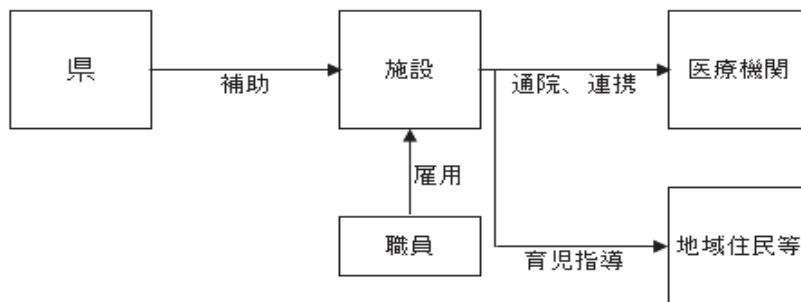 県
補助
施設
通院、連携
医療機関
雇用
職員
育児指導
地域住民等